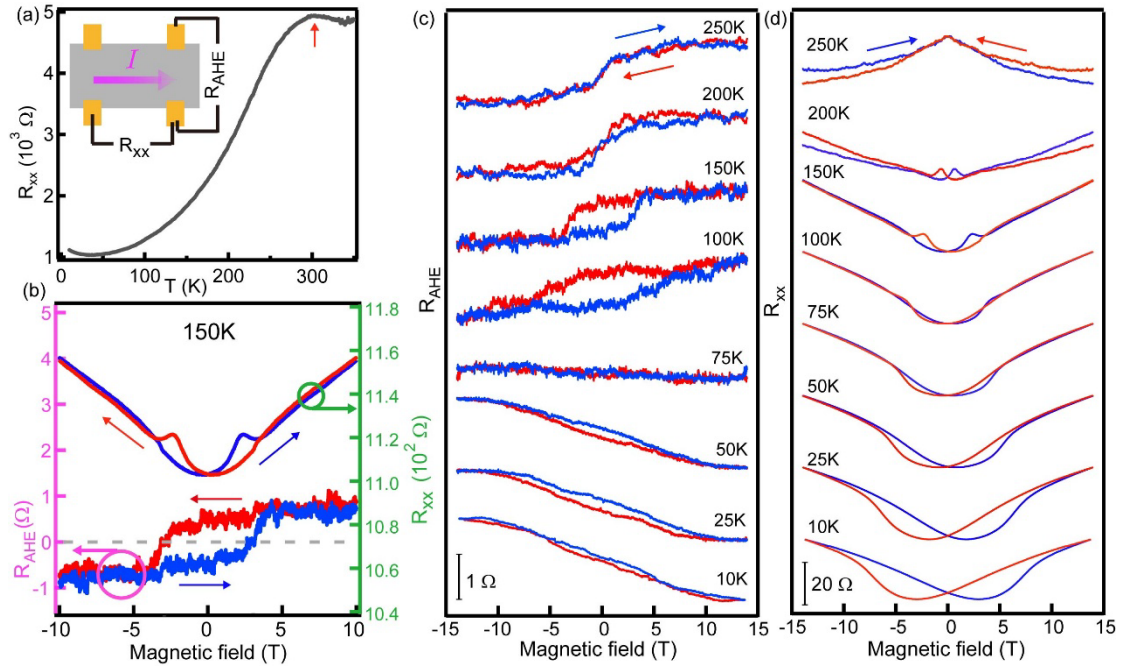 (a)
5
4
3
2
1
R_xx (10³ Ω)
I
R_AHE
R_xx
0
100
200
300
T (K)
(b)
150K
5
4
3
2
1
0
-1
R_AHE(Ω)
11.8
11.6
11.4
11.2
11.0
10.8
10.6
10.4
R_xx (10² Ω)
-10
-5
0
5
10
Magnetic field (T)
(c)
250K
200K
150K
100K
75K
50K
25K
10K
R_AHE
1 Ω
-15
-10
-5
0
5
10
15
Magnetic field (T)
(d)
250K
200K
150K
100K
75K
50K
25K
10K
R_xx
20 Ω
-15
-10
-5
0
5
10
15
Magnetic field (T)